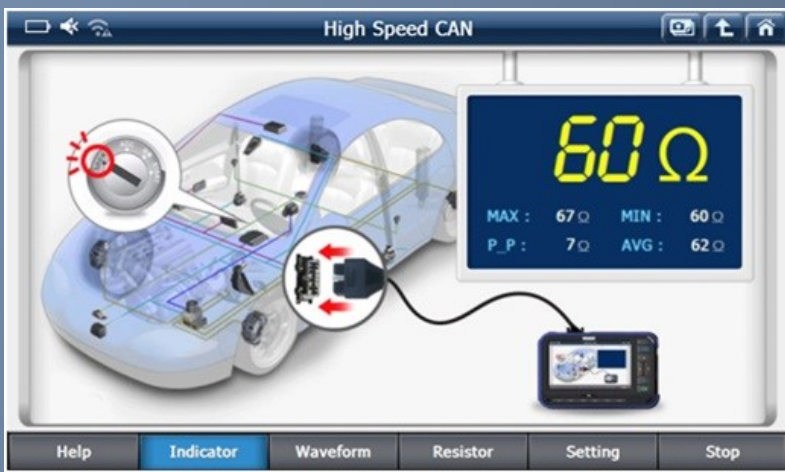 High Speed CAN
60 Ω
MAX : 67 Ω MIN : 60 Ω
P_P : 7 Ω AVG : 62 Ω
Help Indicator Waveform Resistor Setting Stop